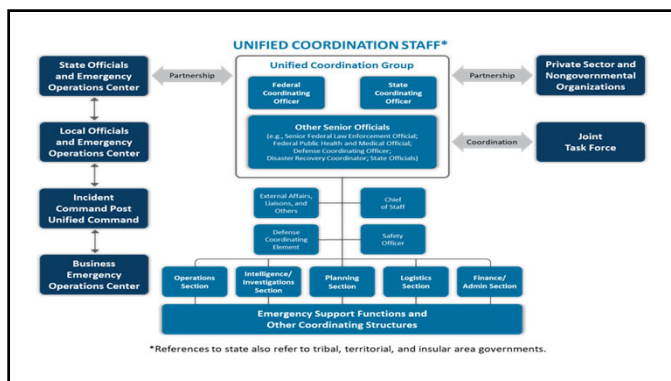 UNIFIED COORDINATION STAFF*
State Officials
and Emergency
Operations Center
Partnership
Unified Coordination Group
Federal
Coordinating
Officer
State
Coordinating
Officer
Partnership
Private Sector and
Nongovernmental
Organizations
Other Senior Officials
(e.g., Senior Federal Law Enforcement Official;
Federal Public Health and Medical Official;
Defense Coordinating Officer;
Disaster Recovery Coordinator; State Officials)
Coordination
Joint
Task Force
Local Officials
and Emergency
Operations Center
Incident
Command Post
Unified Command
Business
Emergency
Operations Center
External Affairs,
Liaisons, and
Others
Chief
of Staff
Defense
Coordinating
Element
Safety
Officer
Operations
Section
Intelligence/
Investigations
Section
Planning
Section
Logistics
Section
Finance/
Admin Section
Emergency Support Functions and
Other Coordinating Structures
*References to state also refer to tribal, territorial, and insular area governments.